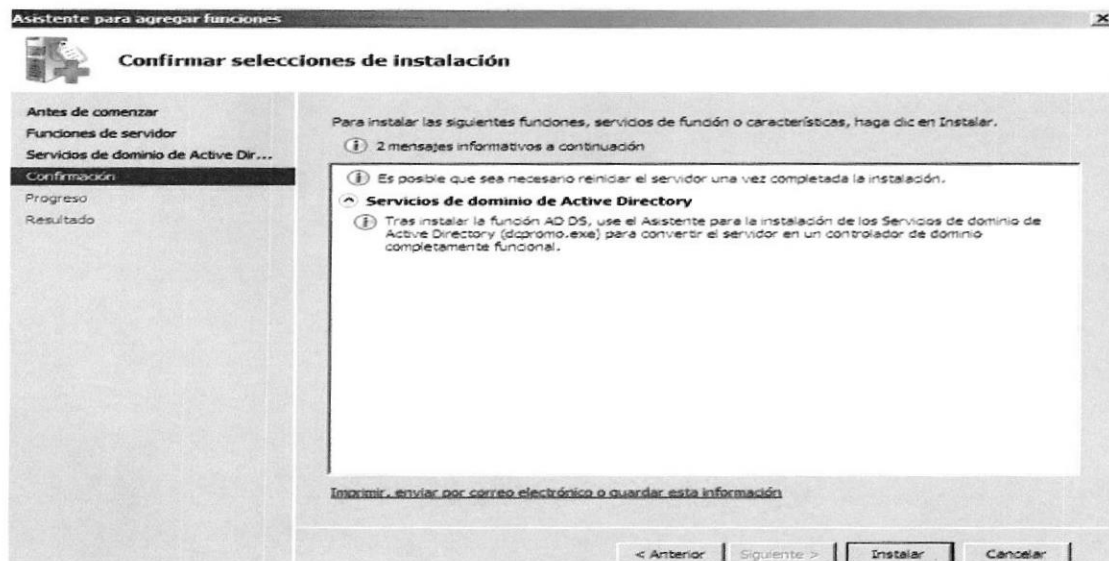 Asistente para agregar funciones
Confirmar selecciones de instalación
Antes de comenzar
Funciones de servidor
Servicios de dominio de Active Dir...
Confirmación
Progreso
Resultado
Para instalar las siguientes funciones, servicios de función o características, haga clic en Instalar.
2 mensajes informativos a continuación
Es posible que sea necesario reiniciar el servidor una vez completada la instalación.
Servicios de dominio de Active Directory
Tras instalar la función AD DS, use el Asistente para la instalación de los Servicios de dominio de
Active Directory (dcpromo.exe) para convertir el servidor en un controlador de dominio
completamente funcional.
Imprimir, enviar por correo electrónico o guardar esta información
< Anterior Siguiente > Instalar Cancelar